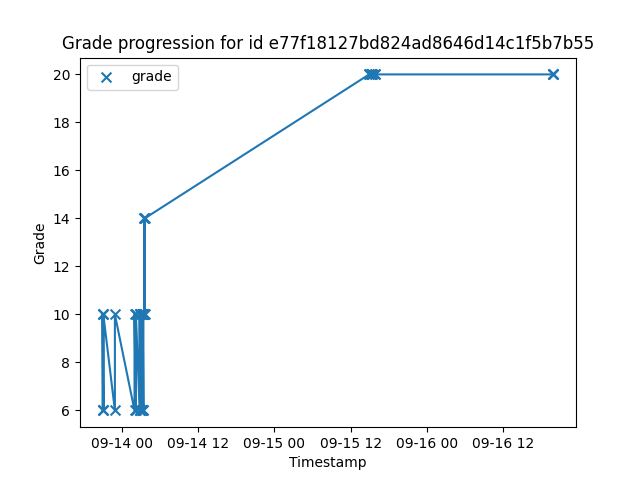 Grade progression for id e77f18127bd824ad8646d14c1f5b7b55
grade
20
18
16
14
12
10
8
6
Grade
09-14 00 09-14 12 09-15 00 09-15 12 09-16 00 09-16 12
Timestamp